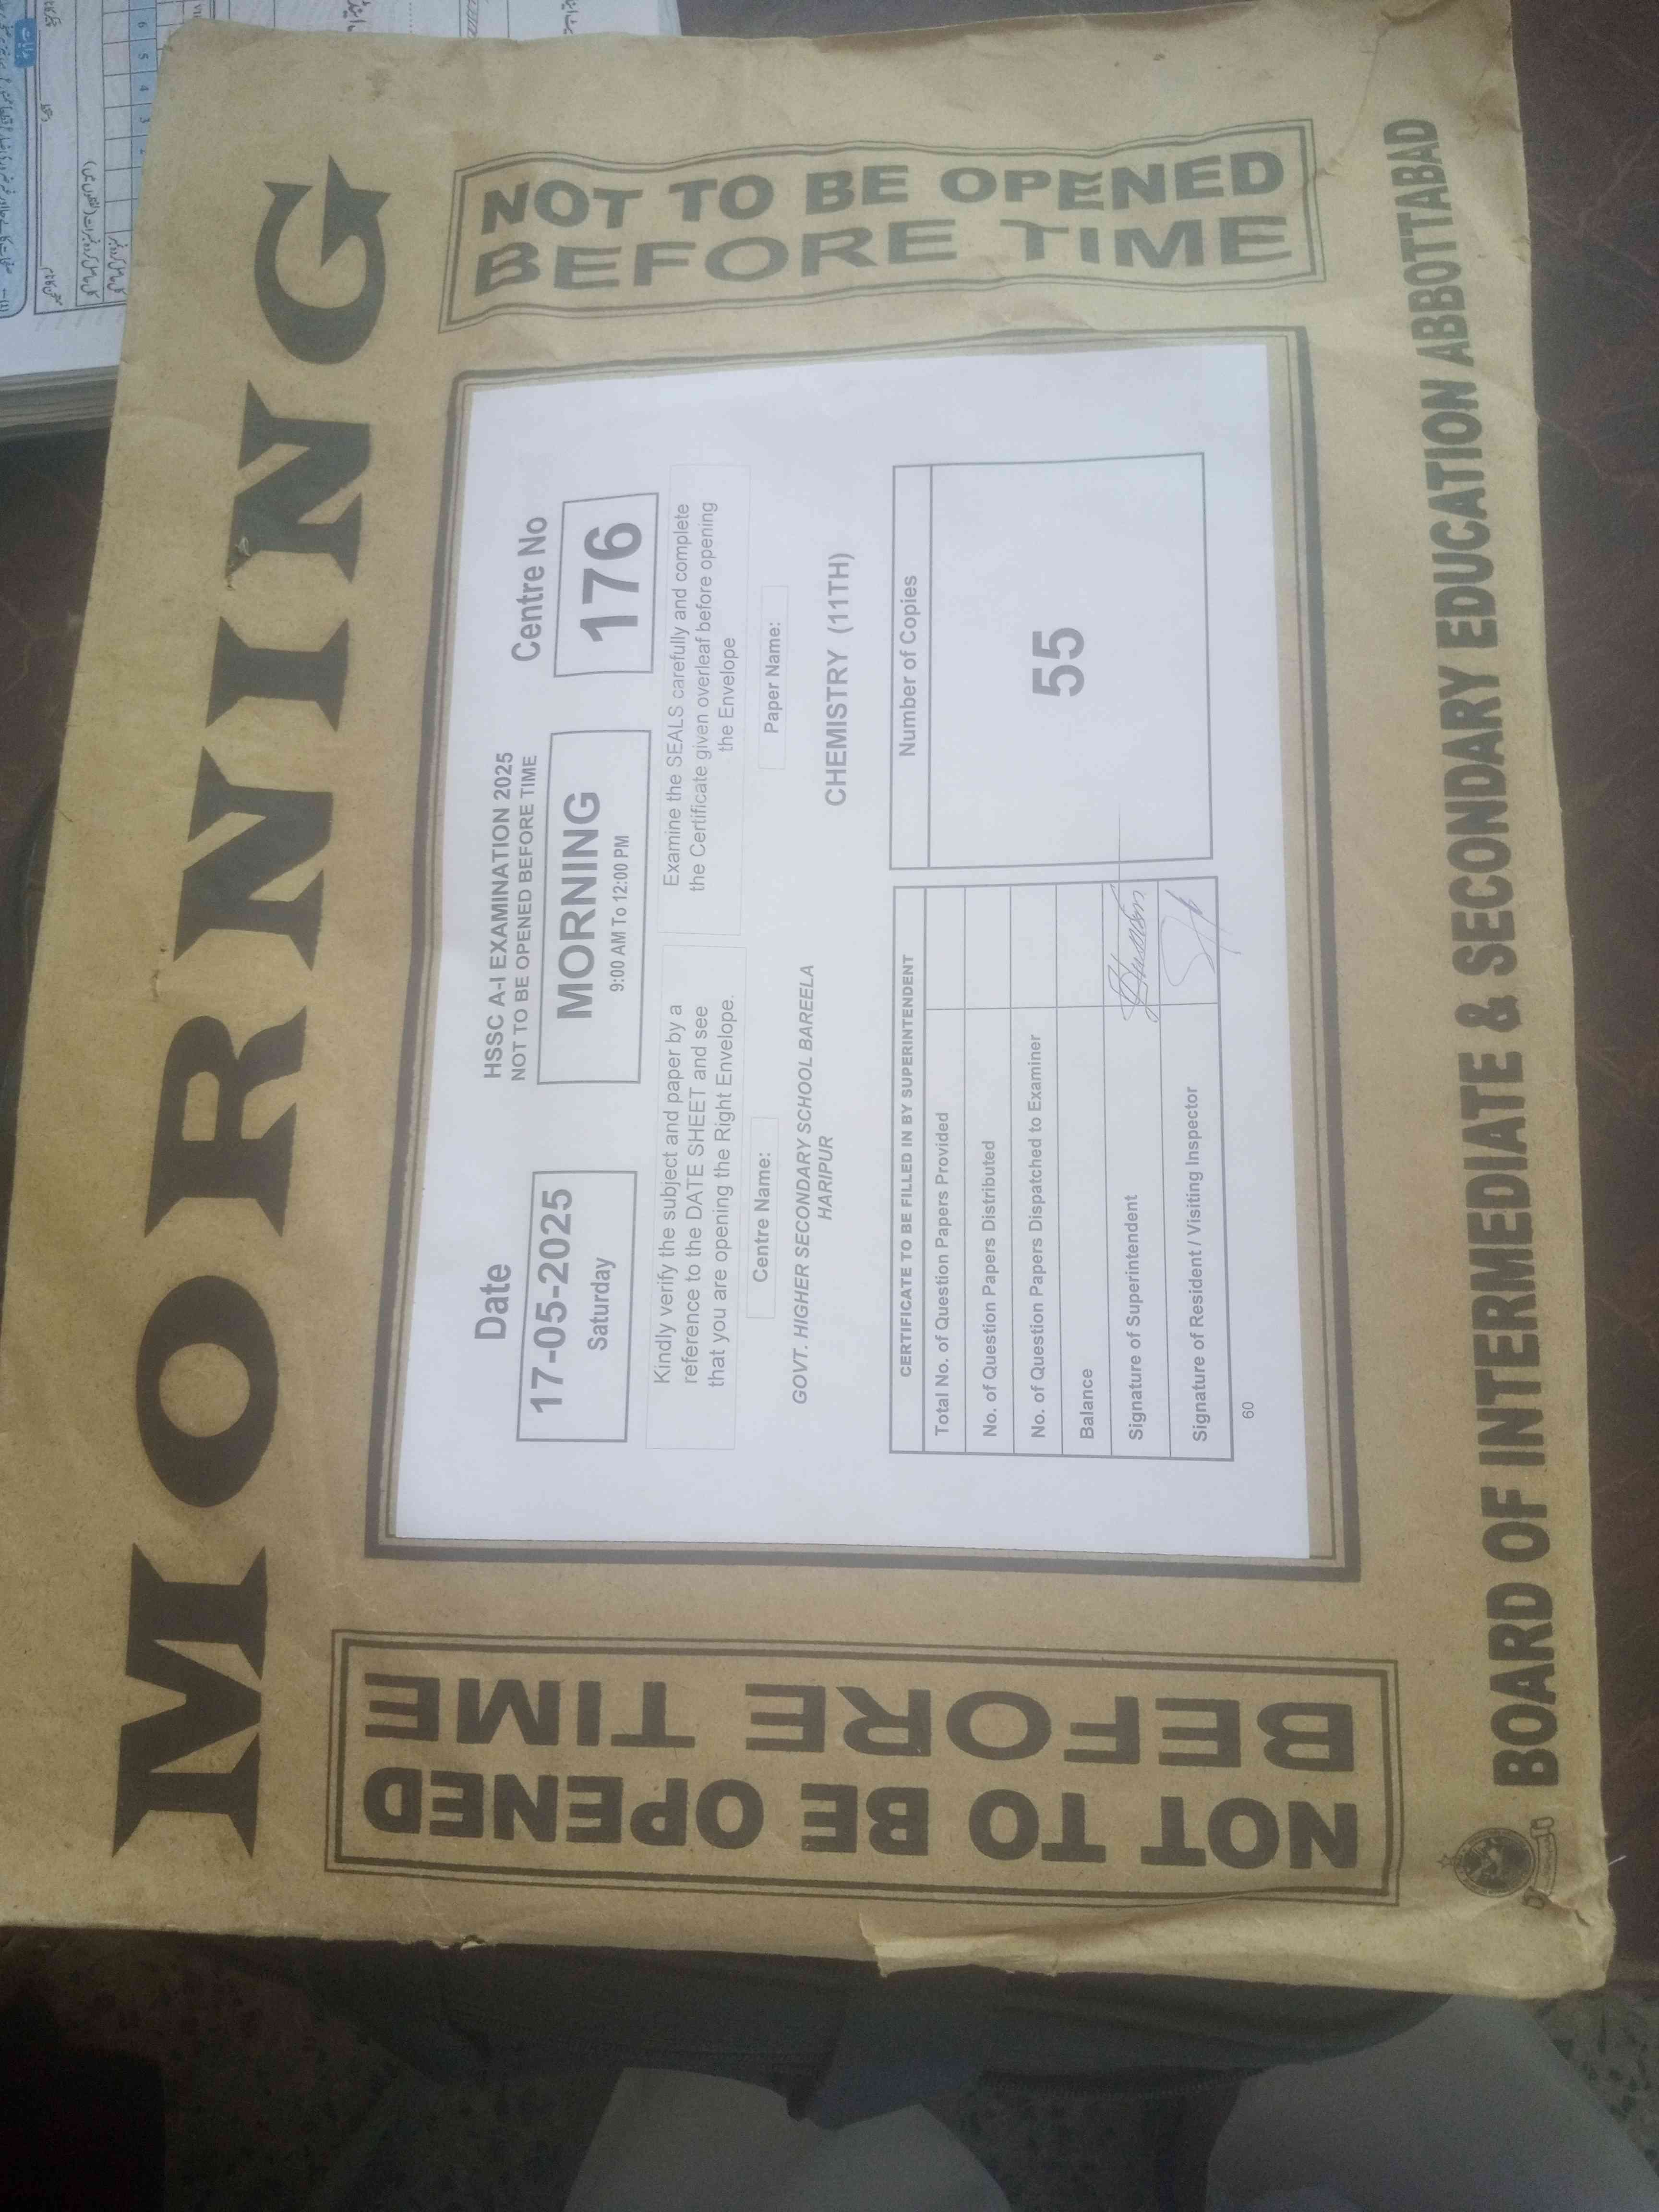 MORNING
NOT TO BE OPENED
BEFORE TIME
Date
17-05-2025
Saturday
HSSC A-I EXAMINATION 2025
NOT TO BE OPENED BEFORE TIME
MORNING
9:00 AM To 12:00 PM
Centre No
176
Kindly verify the subject and paper by a
reference to the DATE SHEET and see
that you are opening the Right Envelope.
Examine the SEALS carefully and complete
the Certificate given overleaf before opening
the Envelope
Centre Name:
GOVT. HIGHER SECONDARY SCHOOL BAREELA
HARIPUR
Paper Name:
CHEMISTRY (11TH)
CERTIFICATE TO BE FILLED IN BY SUPERINTENDENT
Total No. of Question Papers Provided
No. of Question Papers Distributed
No. of Question Papers Dispatched to Examiner
Balance
Signature of Superintendent
Signature of Resident / Visiting Inspector
Number of Copies
55
60
NOT TO BE OPENED
BEFORE TIME
BOARD OF INTERMEDIATE & SECONDARY EDUCATION ABBOTTABAD